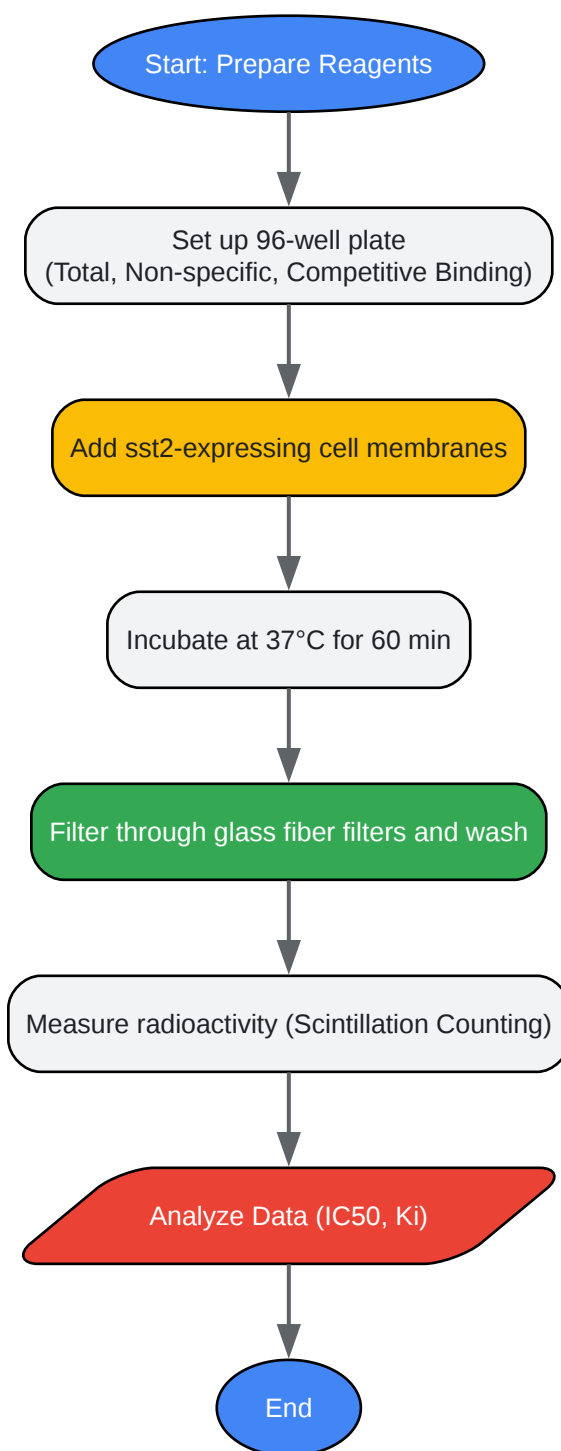 Start: Prepare Reagents
Set up 96-well plate
(Total, Non-specific, Competitive Binding)
Add sst2-expressing cell membranes
Incubate at 37°C for 60 min
Filter through glass fiber filters and wash
Measure radioactivity (Scintillation Counting)
Analyze Data (IC50, Ki)
End